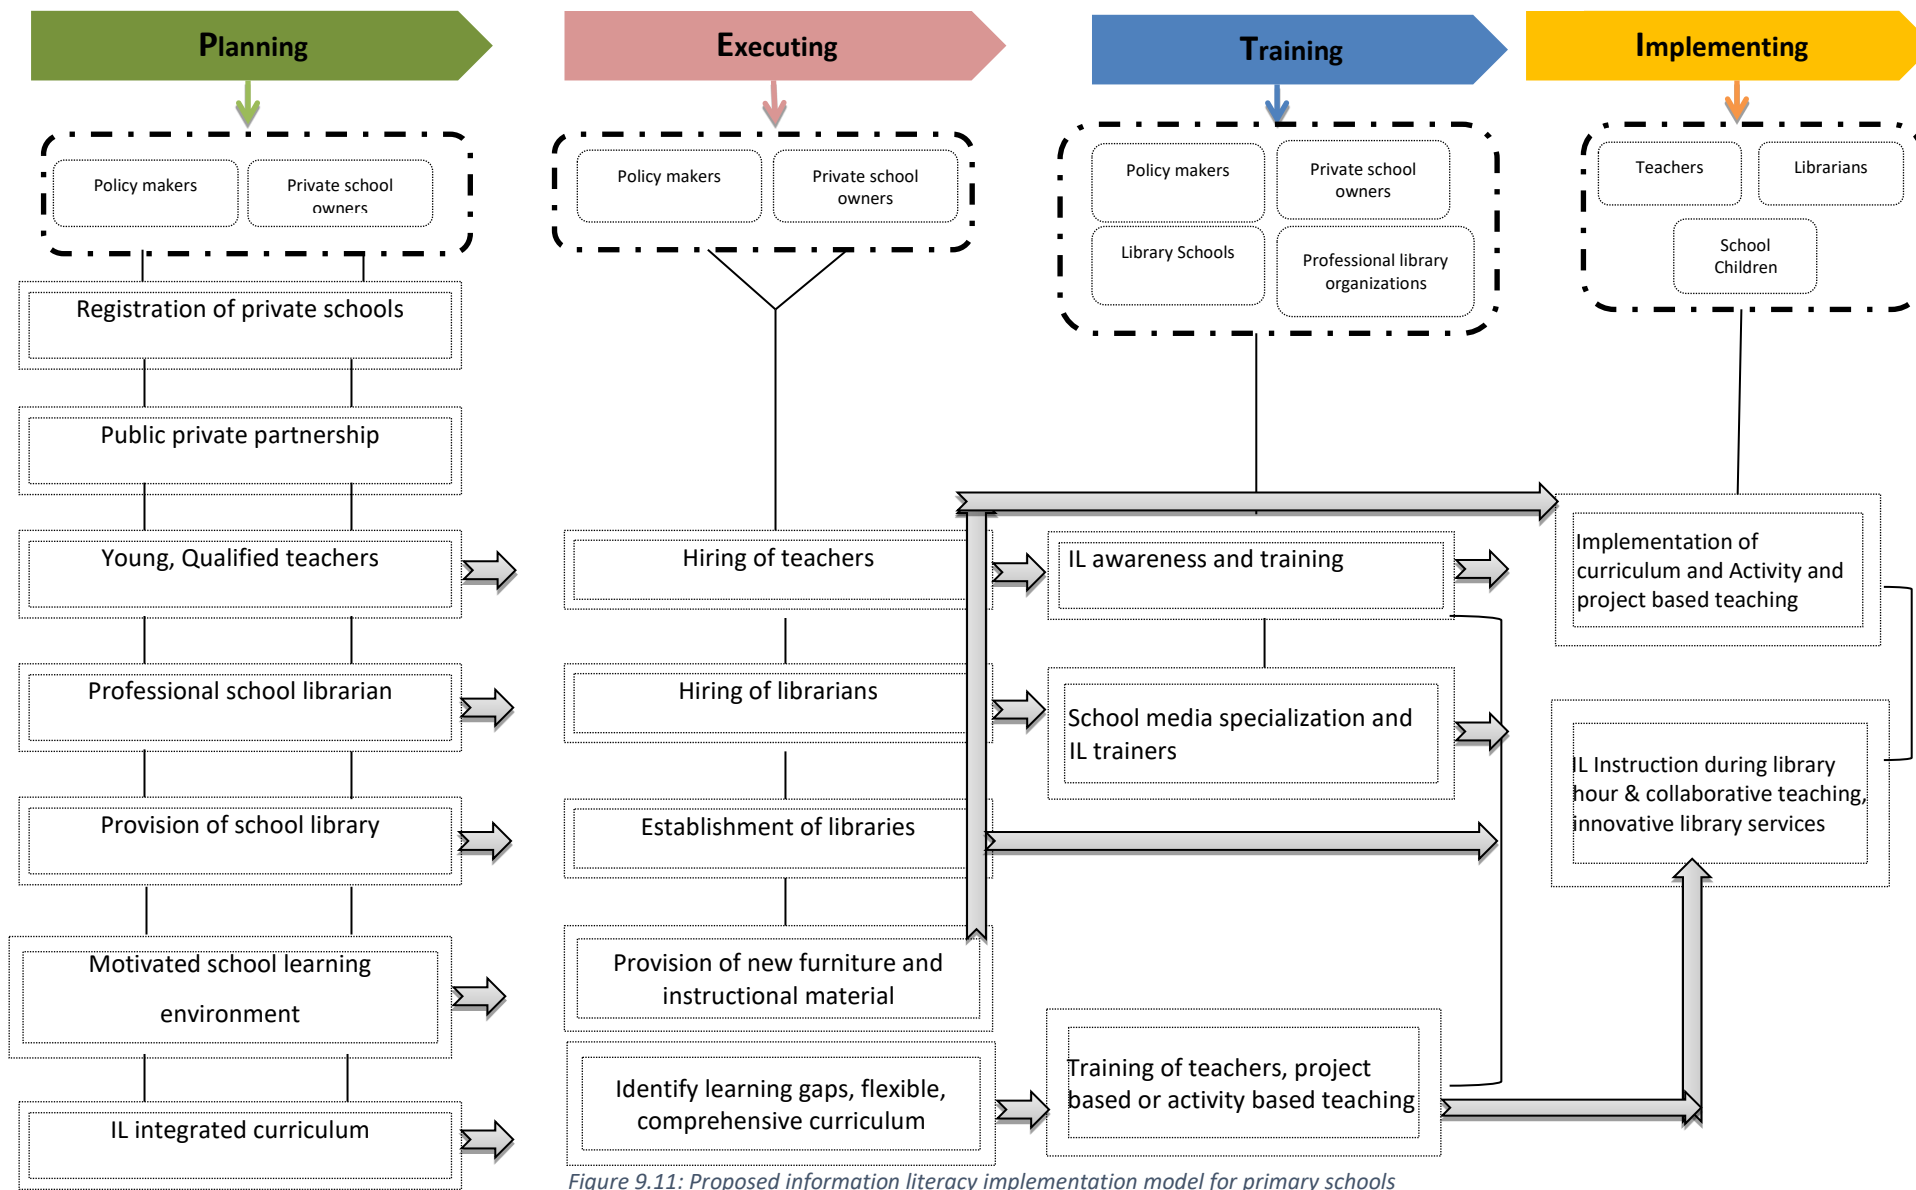 Planning
Executing
Training
Implementing
Policy makers
Private school
owners
Policy makers
Private school
owners
Policy makers
Private school
owners
Library Schools
Professional library
organizations
Teachers
Librarians
School
Children
Registration of private schools
Public private partnership
Young, Qualified teachers
Professional school librarian
Provision of school library
Motivated school learning
environment
IL integrated curriculum
Hiring of teachers
Hiring of librarians
Establishment of libraries
Provision of new furniture and
instructional material
Identify learning gaps, flexible,
comprehensive curriculum
IL awareness and training
School media specialization and
IL trainers
Training of teachers, project
based or activity based teaching
Implementation of
curriculum and Activity and
project based teaching
IL Instruction during library
hour & collaborative teaching,
innovative library services
Figure 9.11: Proposed information literacy implementation model for primary schools